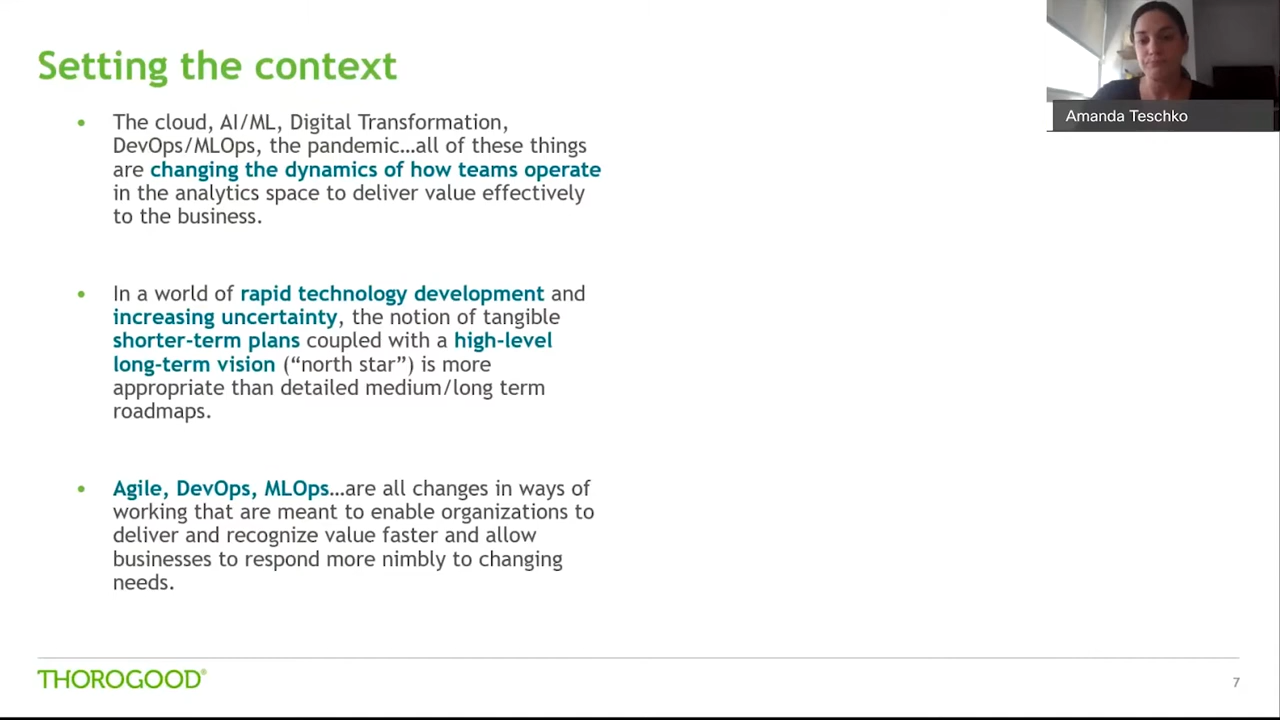 Setting the context
Amanda Teschko
• The cloud, AI/ML, Digital Transformation,
DevOps/MLOps, the pandemic…all of these things
are changing the dynamics of how teams operate
in the analytics space to deliver value effectively
to the business.
• In a world of rapid technology development and
increasing uncertainty, the notion of tangible
shorter-term plans coupled with a high-level
long-term vision (“north star”) is more
appropriate than detailed medium/long term
roadmaps.
• Agile, DevOps, MLOps…are all changes in ways of
working that are meant to enable organizations to
deliver and recognize value faster and allow
businesses to respond more nimbly to changing
needs.
THOROGOOD®
7